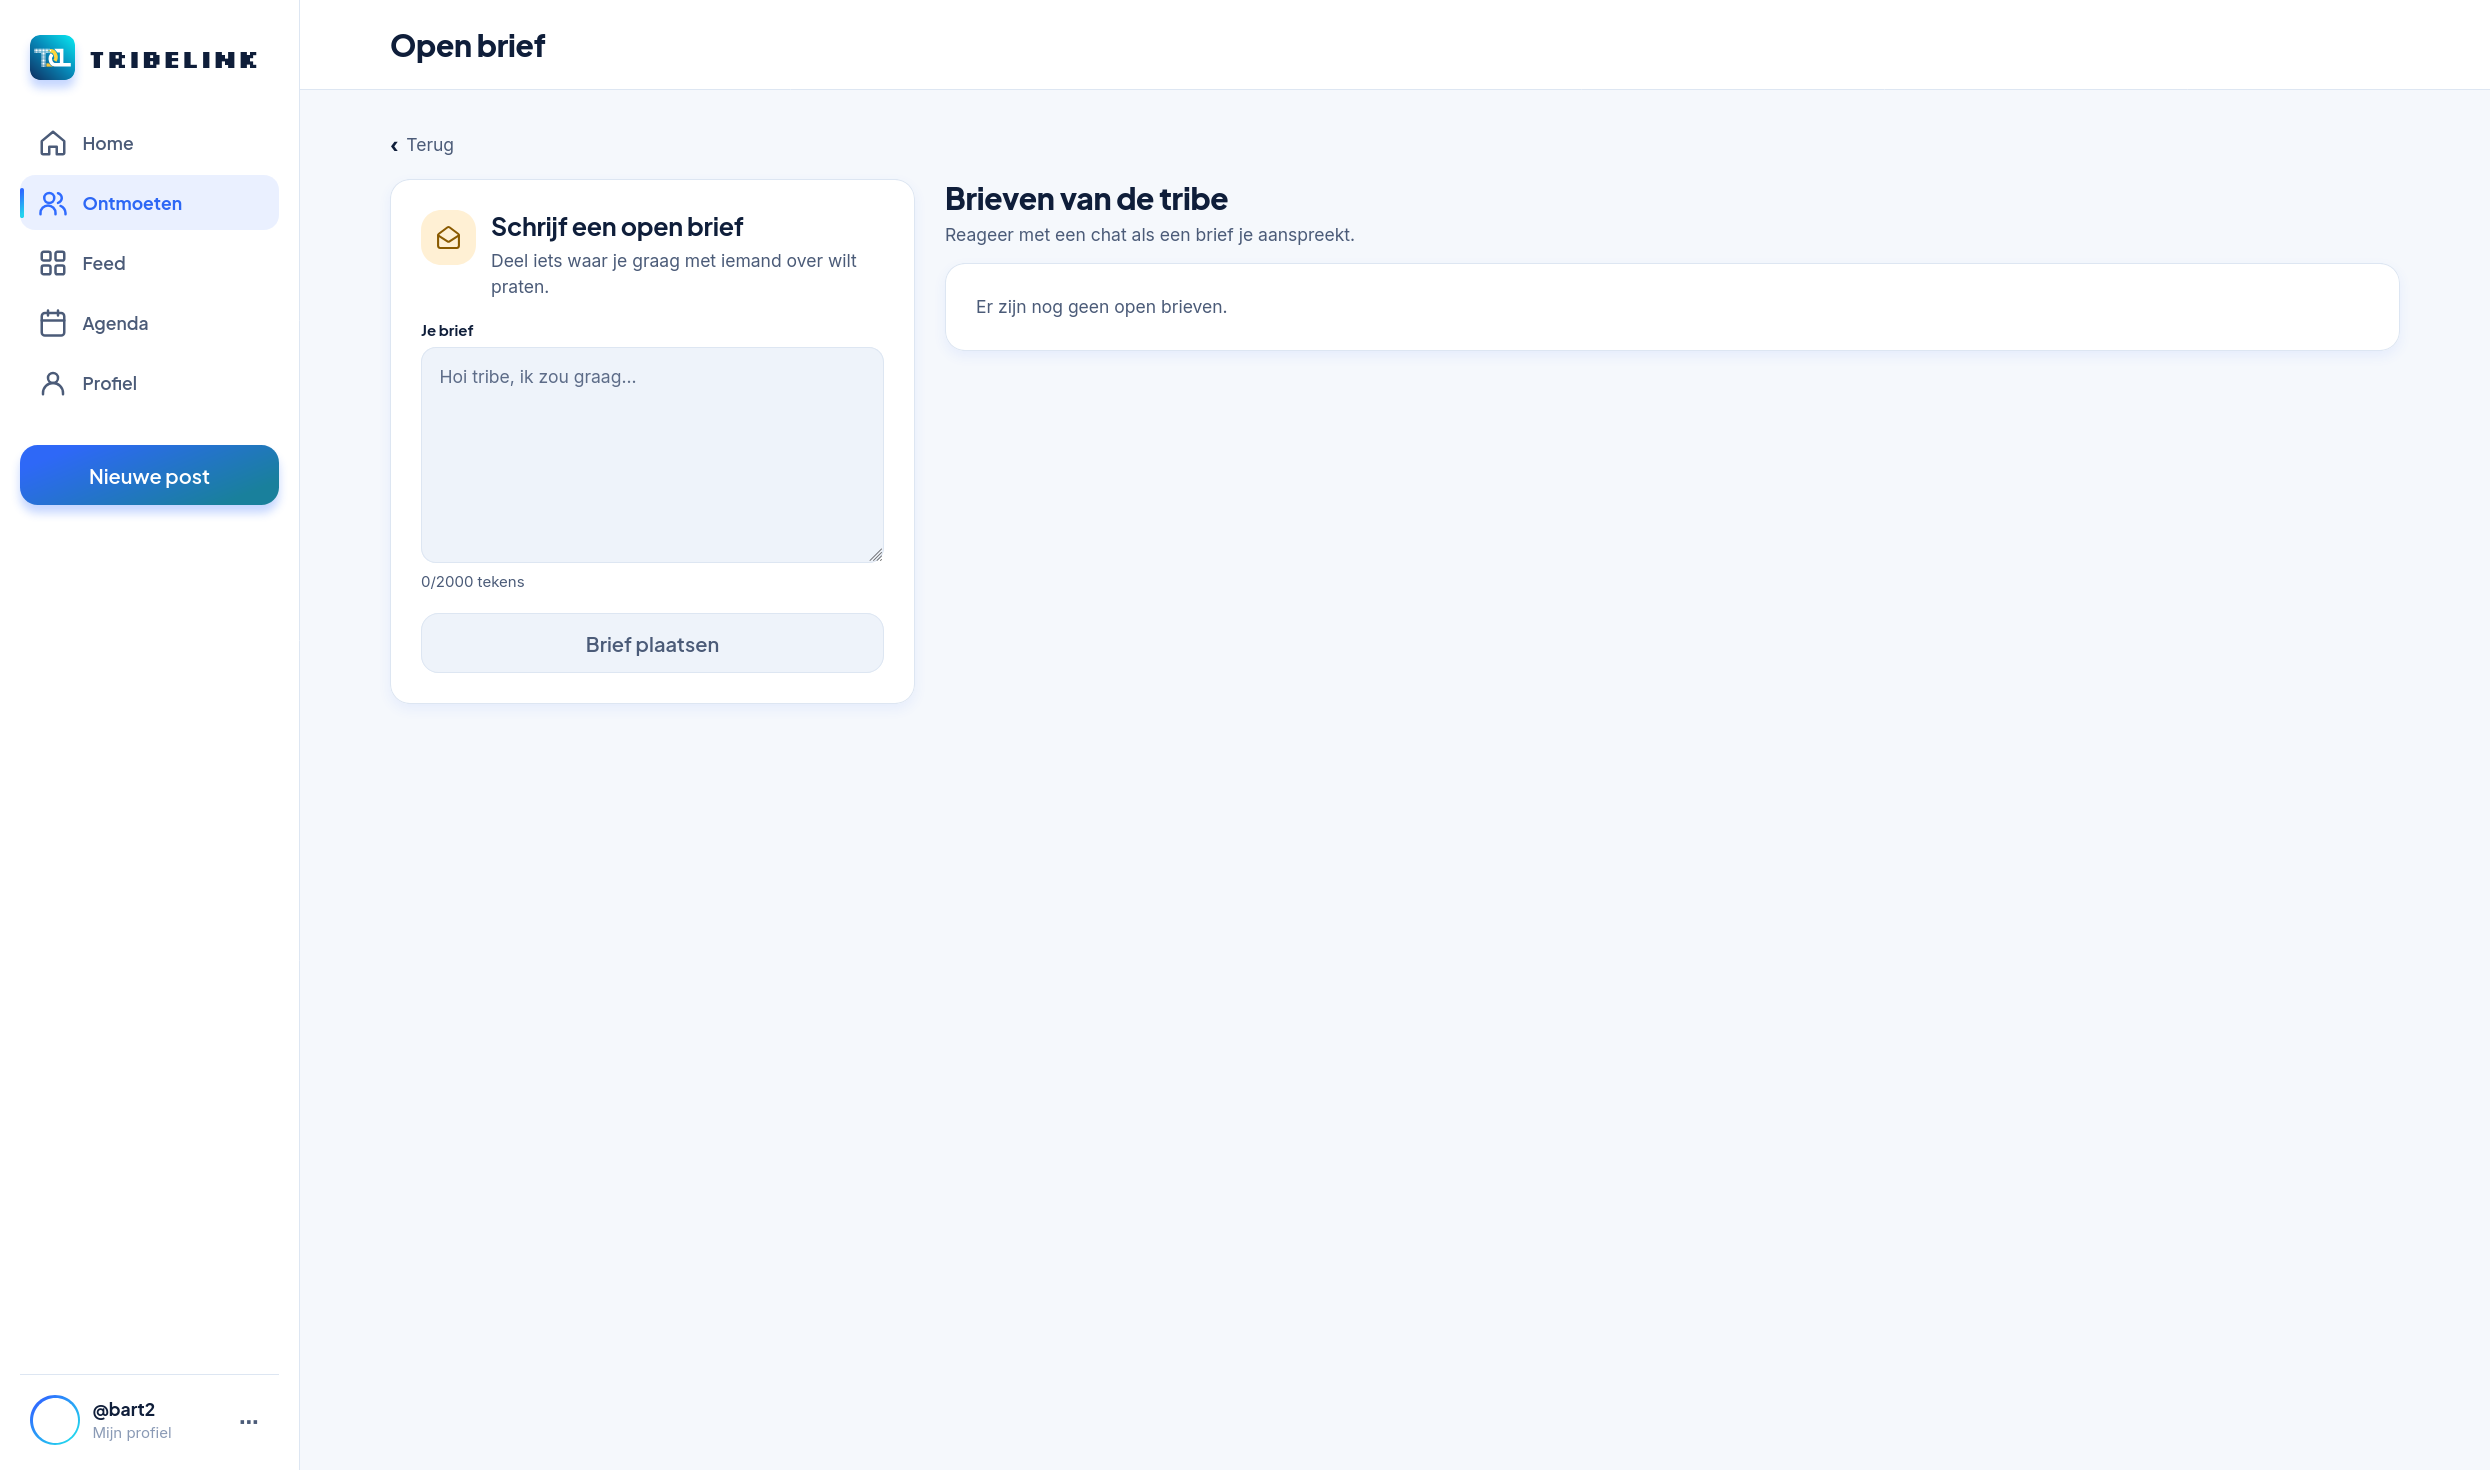 TRIBELINK
Home
Ontmoeten
Feed
Agenda
Profiel
Nieuwe post
@bart2
Mijn profiel
...
Open brief
‹ Terug
Schrijf een open brief
Deel iets waar je graag met iemand over wilt
praten.
Je brief
Hoi tribe, ik zou graag...
0/2000 tekens
Brief plaatsen
Brieven van de tribe
Reageer met een chat als een brief je aanspreekt.
Er zijn nog geen open brieven.